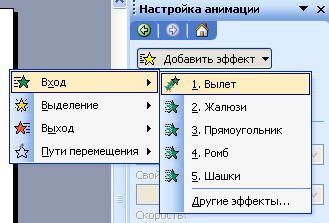 Настройка анимации
Добавить эффект
Вход
Выделение
Выход
Пути перемещения
1. Вылет
2. Жалюзи
3. Прямоугольник
4. Ромб
5. Шашки
Другие эффекты...
Скорость: